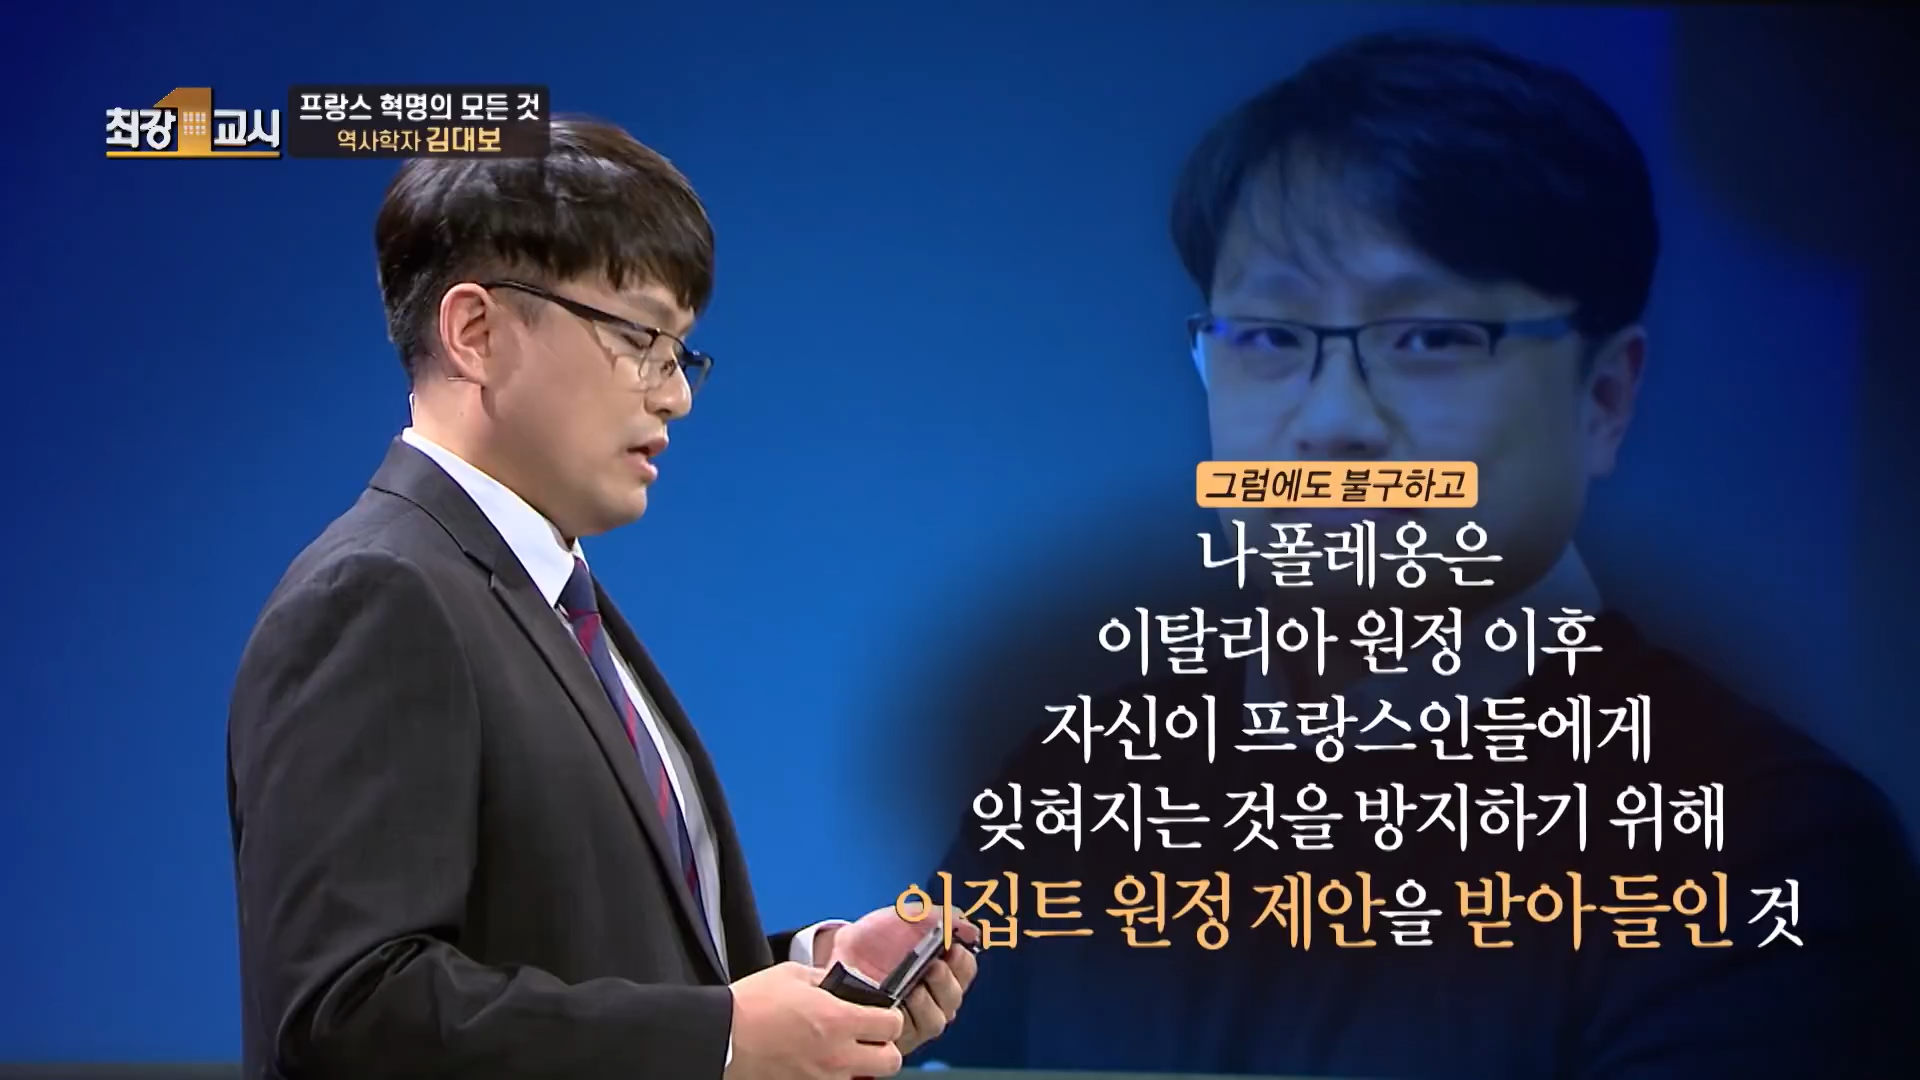 최강1교시
프랑스 혁명의 모든 것
역사학자 김대보
그럼에도 불구하고
나폴레옹은
이탈리아 원정 이후
자신이 프랑스인들에게
잊혀지는 것을 방지하기 위해
이집트 원정 제안을 받아들인 것